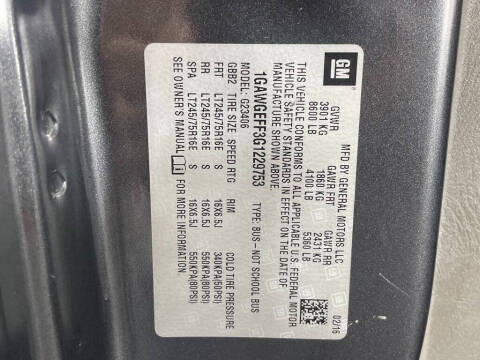 GM
MFD BY GENERAL MOTORS LLC
02/16
GVWR GAWR FRT GAWR RR
3901 KG 1860 KG 2431 KG
8600 LB 4100 LB 5360 LB
THIS VEHICLE CONFORMS TO ALL APPLICABLE U.S. FEDERAL MOTOR
VEHICLE SAFETY STANDARDS IN EFFECT ON THE DATE OF
MANUFACTURE SHOWN ABOVE.
1GAWGEFF3G1229753 TYPE: BUS-NOT SCHOOL BUS
MODEL: G23406
GBB2 TIRE SIZE SPEED RTG RIM COLD TIRE PRESSURE
FRT LT245/75R16E S 16X6.5J 340KPA(50PSI)
RR LT245/75R16E S 16X6.5J 550KPA(80PSI)
SPA LT245/75R16E S 16X6.5J 550KPA(80PSI)
SEE OWNER'S MANUAL FOR MORE INFORMATION.